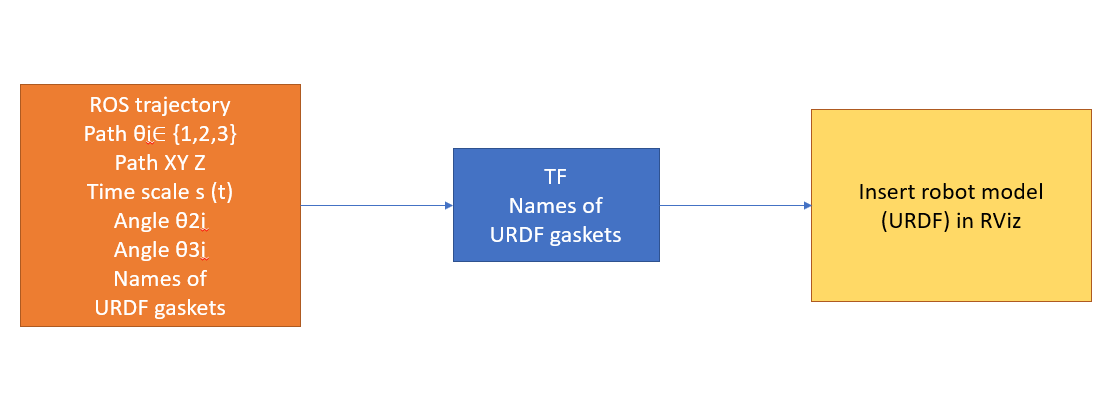 ROS trajectory
Path θi∈ {1,2,3}
Path XY Z
Time scale s (t)
Angle θ2i
Angle θ3i
Names of
URDF gaskets
TF
Names of
URDF gaskets
Insert robot model
(URDF) in RViz